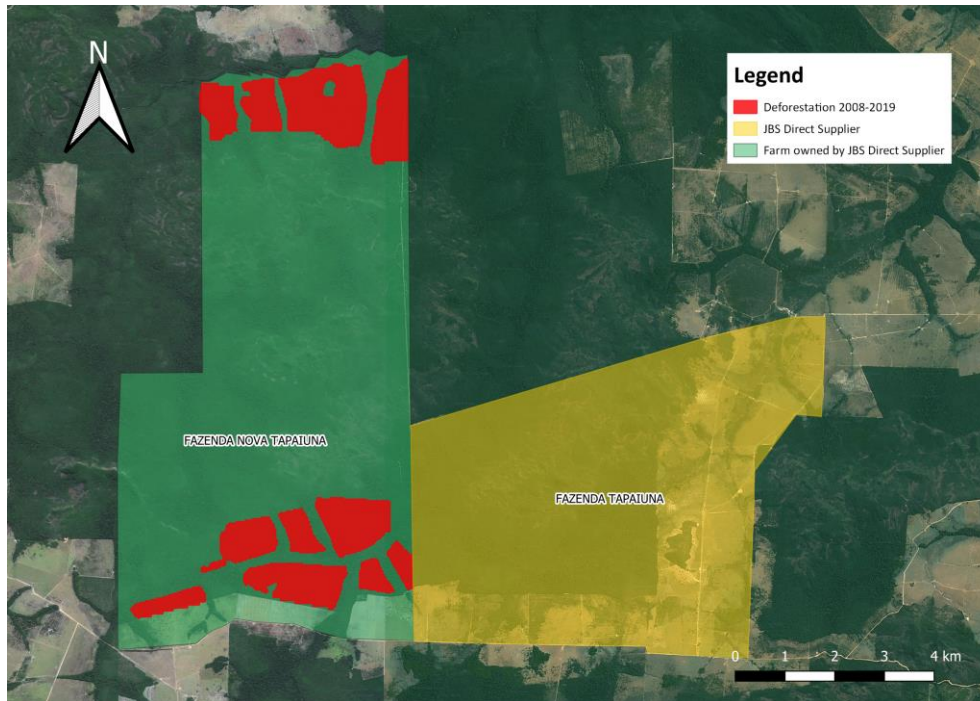 N
Legend
Deforestation 2008-2019
JBS Direct Supplier
Farm owned by JBS Direct Supplier
FAZENDA NOVA TAPAIUNA
FAZENDA TAPAIUNA
0 1 2 3 4 km